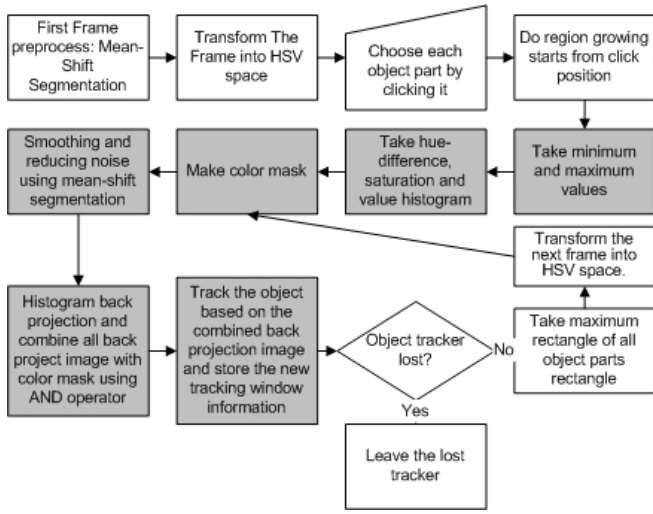 First Frame
preprocess: Mean-
Shift
Segmentation
Transform The
Frame into HSV
space
Choose each
object part by
clicking it
Do region growing
starts from click
position
Smoothing and
reducing noise
using mean-shift
segmentation
Make color mask
Take hue-
difference,
saturation and
value histogram
Take minimum
and maximum
values
Transform the
next frame into
HSV space.
Histogram back
projection and
combine all back
project image with
color mask using
AND operator
Track the object
based on the
combined back
projection image
and store the new
tracking window
information
Object tracker
lost?
No
Take maximum
rectangle of all
object parts
rectangle
Yes
Leave the lost
tracker